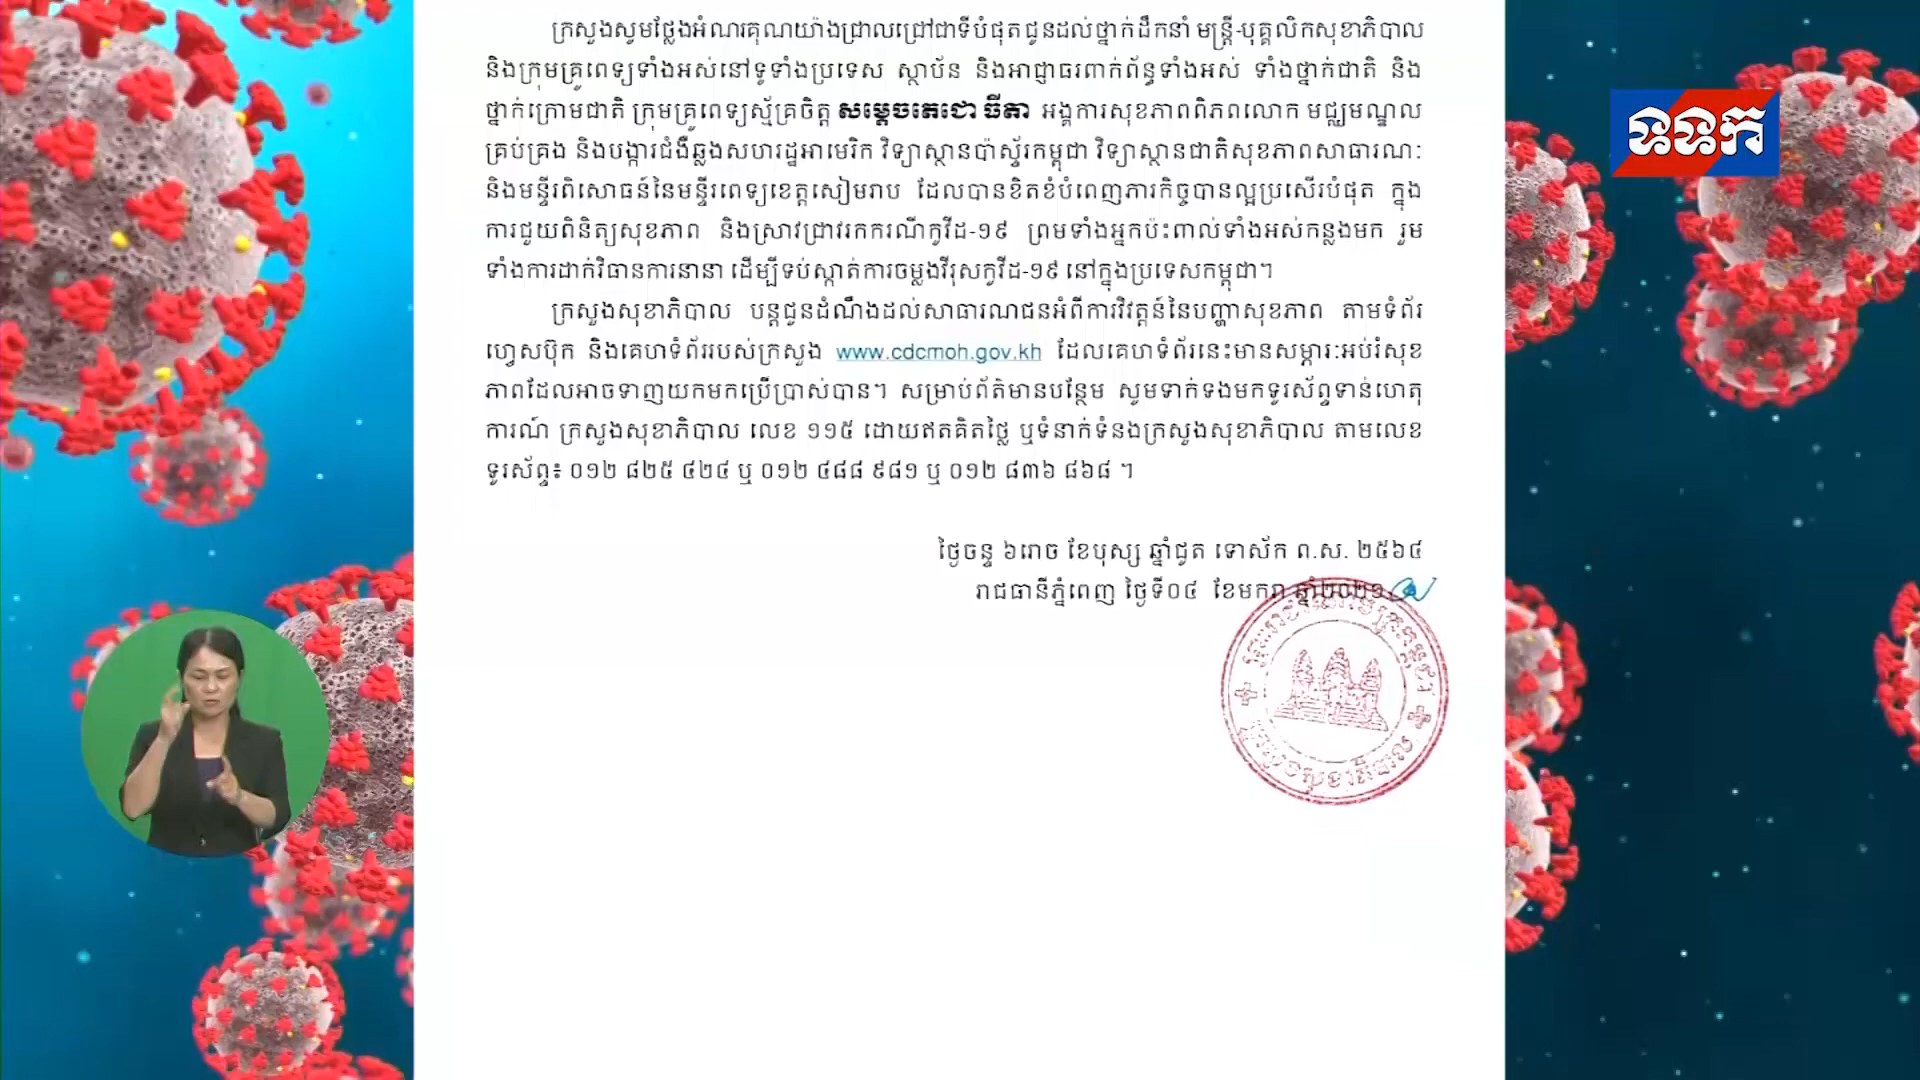 ក្រសួងសូមថ្លែងអំណរគុណយ៉ាងជ្រាលជ្រៅជាទីបំផុតជូនដល់ថ្នាក់ដឹកនាំ មន្ត្រី-បុគ្គលិកសុខាភិបាល
និងក្រុមគ្រូពេទ្យទាំងអស់នៅទូទាំងប្រទេស ស្ថាប័ន និងអាជ្ញាធរពាក់ព័ន្ធទាំងអស់ ទាំងថ្នាក់ជាតិ និង
ថ្នាក់ក្រោមជាតិ ក្រុមគ្រូពេទ្យស្ម័គ្រចិត្ត សម្តេចតេជោ ធីតា អង្គការសុខភាពពិភពលោក មជ្ឈមណ្ឌល
គ្រប់គ្រង និងបង្ការជំងឺឆ្លងសហរដ្ឋអាមេរិក វិទ្យាស្ថានប៉ាស្ទ័រកម្ពុជា វិទ្យាស្ថានជាតិសុខភាពសាធារណៈ
និងមន្ទីរពិសោធន៍នៃមន្ទីរពេទ្យខេត្តសៀមរាប ដែលបានខិតខំបំពេញភារកិច្ចបានល្អប្រសើរបំផុត ក្នុង
ការជួយពិនិត្យសុខភាព និងស្រាវជ្រាវរកករណីកូវីដ-១៩ ព្រមទាំងអ្នកប៉ះពាល់ទាំងអស់កន្លងមក រួម
ទាំងការដាក់វិធានការនានា ដើម្បីទប់ស្កាត់ការចម្លងវីរុសកូវីដ-១៩ នៅក្នុងប្រទេសកម្ពុជា។
ក្រសួងសុខាភិបាល បន្តជូនដំណឹងដល់សាធារណជនអំពីការវិវត្តន៍នៃបញ្ហាសុខភាព តាមទំព័រ
ហ្វេសប៊ុក និងគេហទំព័ររបស់ក្រសួង www.cdcmoh.gov.kh ដែលគេហទំព័រនេះមានសម្ភារៈអប់រំសុខ
ភាពដែលអាចទាញយកមកប្រើប្រាស់បាន។ សម្រាប់ព័ត៌មានបន្ថែម សូមទាក់ទងមកទូរស័ព្ទទាន់ហេតុ
ការណ៍ ក្រសួងសុខាភិបាល លេខ ១១៥ ដោយឥតគិតថ្លៃ ឬទំនាក់ទំនងក្រសួងសុខាភិបាល តាមលេខ
ទូរស័ព្ទ៖ ០១២ ៨២៥ ៤២៤ ឬ ០១២ ៤៨៨ ៩៨១ ឬ ០១២ ៨៣៦ ៨៦៨ ។
ថ្ងៃចន្ទ ៦រោច ខែបុស្ស ឆ្នាំជូត ទោស័ក ព.ស. ២៥៦៤
រាជធានីភ្នំពេញ ថ្ងៃទី០៤ ខែមករា ឆ្នាំ២០២១
ក្រសួងសុខាភិបាល
ទទក